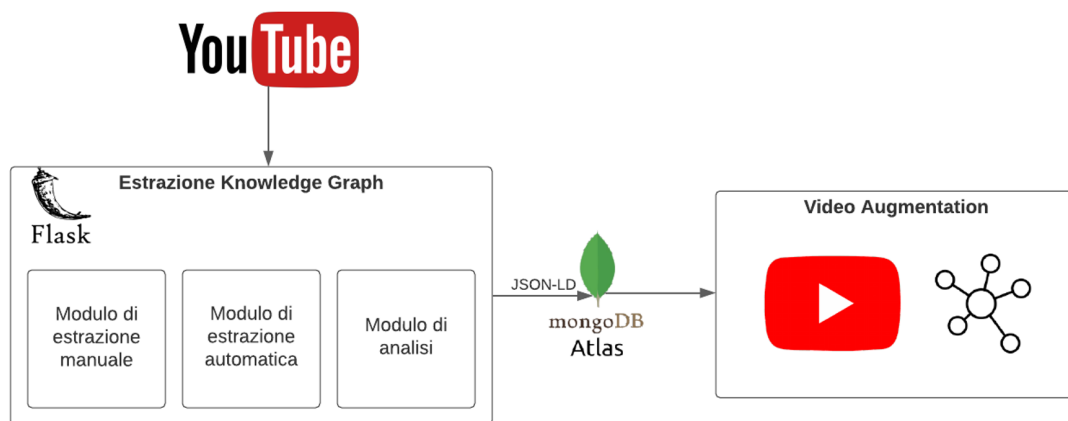 YouTube
Estrazione Knowledge Graph
Flask
Modulo di
estrazione
manuale
Modulo di
estrazione
automatica
Modulo di
analisi
JSON-LD
mongoDB
Atlas
Video Augmentation